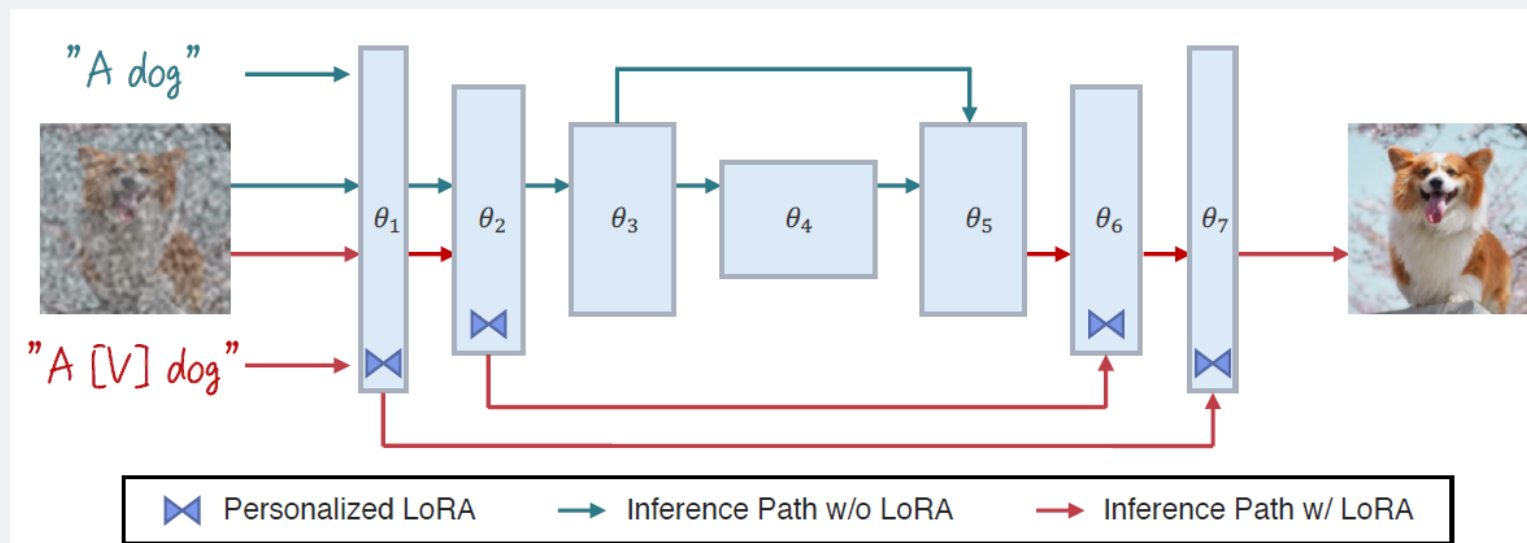 ”A dog”
θ₁
θ₂
θ₃
θ₄
θ₅
θ₆
θ₇
”A [V] dog”
Personalized LoRA
Inference Path w/o LoRA
Inference Path w/ LoRA